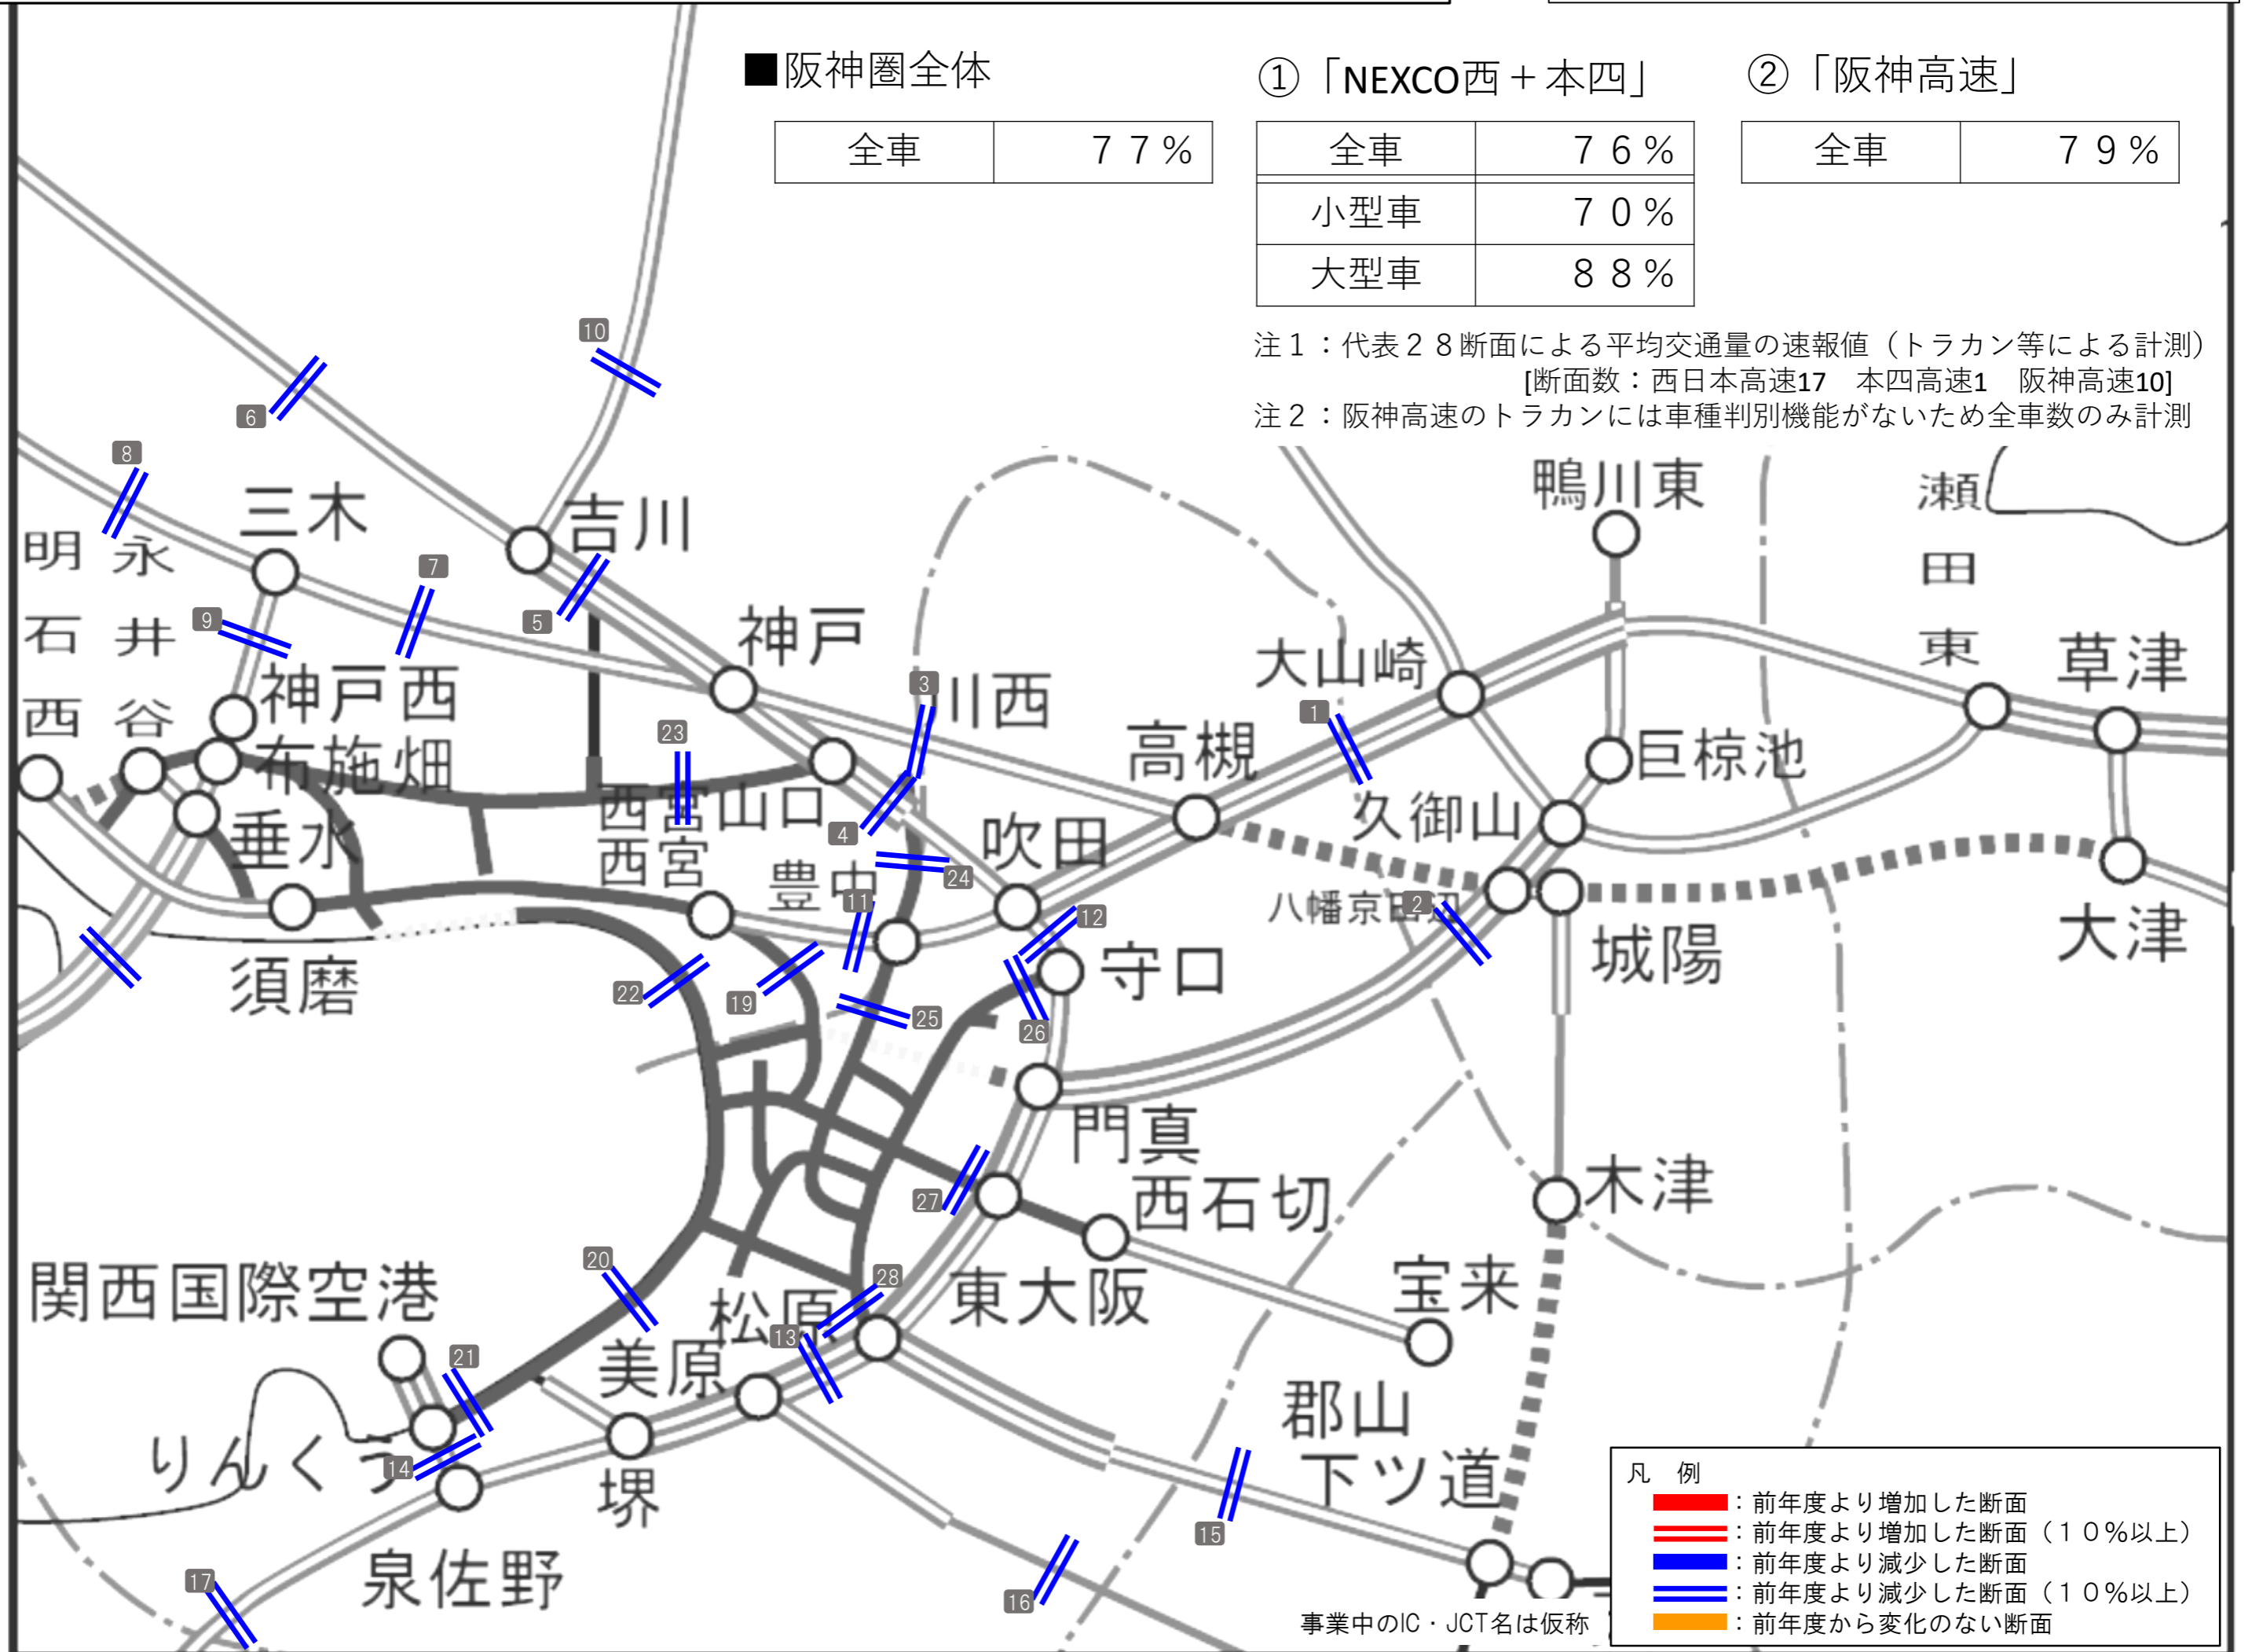 ■阪神圏全体
全車 ７７%
①「NEXCO西＋本四」
全車 ７６%
小型車 ７０%
大型車 ８８%
②「阪神高速」
全車 ７９%
注１：代表２８断面による平均交通量の速報値（トラカン等による計測）
[断面数：西日本高速17　本四高速1　阪神高速10]
注２：阪神高速のトラカンには車種判別機能がないため全車数のみ計測
10
6
8
鴨川東
瀬田東
三木
吉川
明石西
永井谷
7
5
9
神戸
大山崎
草津
神戸西
3
川西
1
23
高槻
巨椋池
布施畑
西宮山口
4
吹田
久御山
垂水
西宮
豊中
24
11
八幡京田辺
2
12
大津
城陽
須磨
22
19
守口
25
26
門真
27
西石切
木津
20
28
関西国際空港
松原
東大阪
宝来
13
21
美原
郡山下ツ道
りんくう
14
堺
15
泉佐野
17
16
事業中のIC・JCT名は仮称
凡　例
：前年度より増加した断面
：前年度より増加した断面（１０％以上）
：前年度より減少した断面
：前年度より減少した断面（１０％以上）
：前年度から変化のない断面